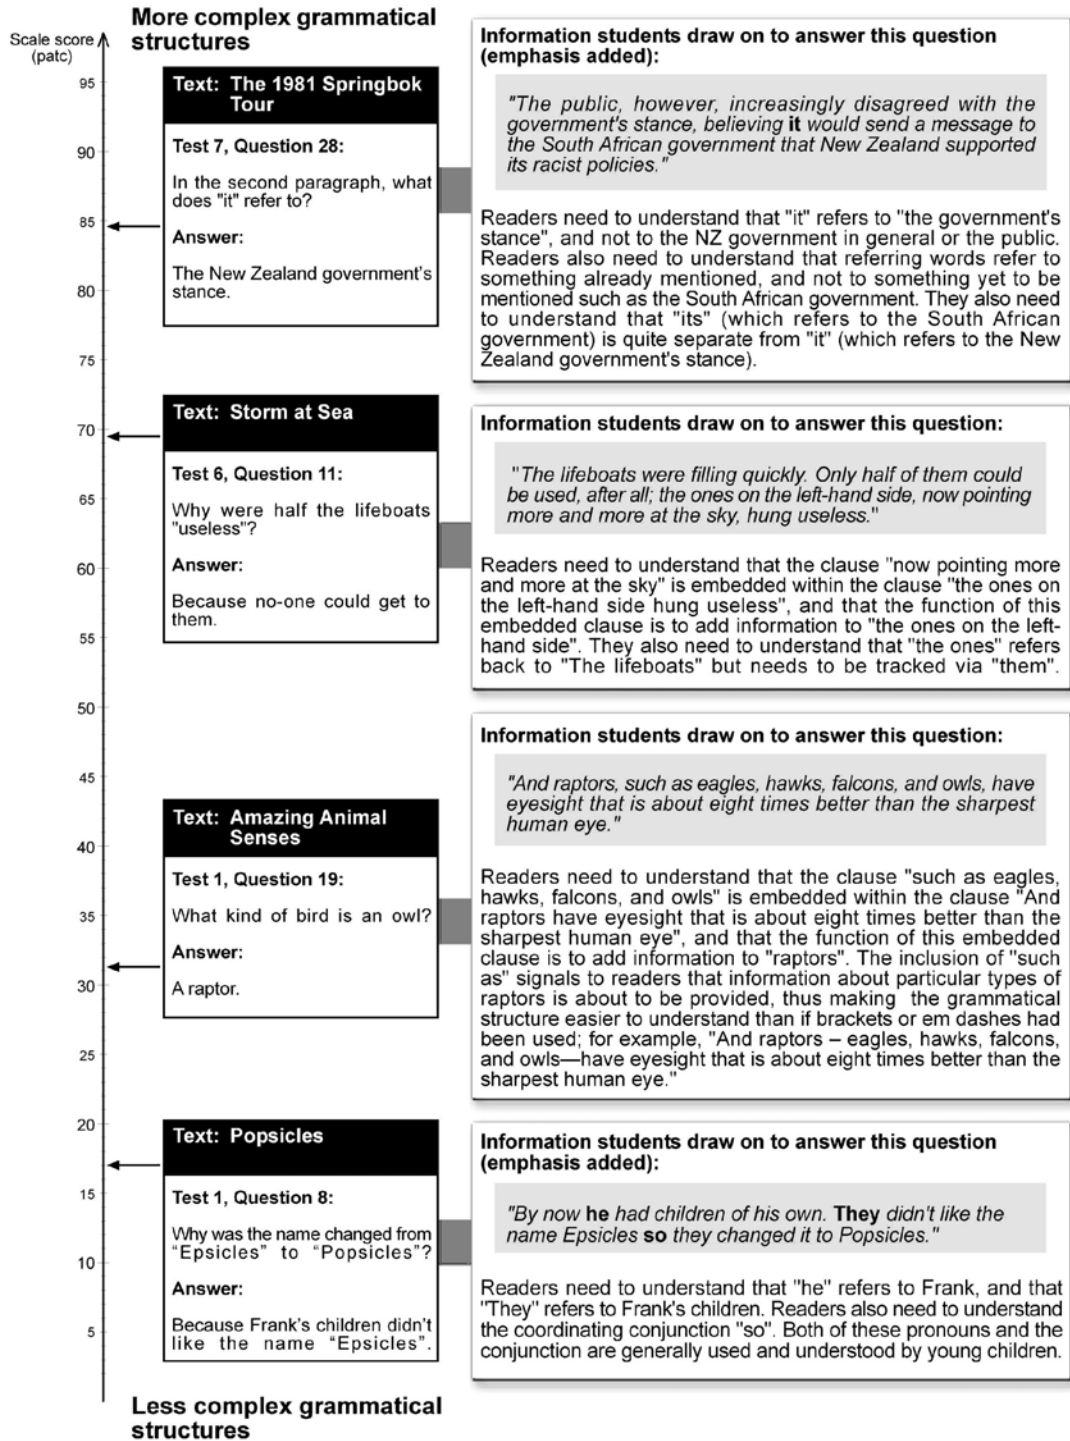 More complex grammatical
structures
Scale score
(patc)
95
90
85
80
75
70
65
60
55
50
45
40
35
30
25
20
15
10
5
Text: The 1981 Springbok
Tour
Test 7, Question 28:
In the second paragraph, what
does "it" refer to?
Answer:
The New Zealand government's
stance.
Information students draw on to answer this question
(emphasis added):
"The public, however, increasingly disagreed with the
government's stance, believing it would send a message to
the South African government that New Zealand supported
its racist policies."
Readers need to understand that "it" refers to "the government's
stance", and not to the NZ government in general or the public.
Readers also need to understand that referring words refer to
something already mentioned, and not to something yet to be
mentioned such as the South African government. They also need
to understand that "its" (which refers to the South African
government) is quite separate from "it" (which refers to the New
Zealand government's stance).
Text: Storm at Sea
Test 6, Question 11:
Why were half the lifeboats
"useless"?
Answer:
Because no-one could get to
them.
Information students draw on to answer this question:
"The lifeboats were filling quickly. Only half of them could
be used, after all; the ones on the left-hand side, now pointing
more and more at the sky, hung useless."
Readers need to understand that the clause "now pointing more
and more at the sky" is embedded within the clause "the ones on
the left-hand side hung useless", and that the function of this
embedded clause is to add information to "the ones on the left-
hand side". They also need to understand that "the ones" refers
back to "The lifeboats" but needs to be tracked via "them".
Text: Amazing Animal
Senses
Test 1, Question 19:
What kind of bird is an owl?
Answer:
A raptor.
Information students draw on to answer this question:
"And raptors, such as eagles, hawks, falcons, and owls, have
eyesight that is about eight times better than the sharpest
human eye."
Readers need to understand that the clause "such as eagles,
hawks, falcons, and owls" is embedded within the clause "And
raptors have eyesight that is about eight times better than the
sharpest human eye", and that the function of this embedded
clause is to add information to "raptors". The inclusion of "such
as" signals to readers that information about particular types of
raptors is about to be provided, thus making the grammatical
structure easier to understand than if brackets or em dashes had
been used; for example, "And raptors – eagles, hawks, falcons,
and owls—have eyesight that is about eight times better than the
sharpest human eye."
Text: Popsicles
Test 1, Question 8:
Why was the name changed from
“Epsicles” to “Popsicles”?
Answer:
Because Frank's children didn't
like the name “Epsicles”.
Information students draw on to answer this question
(emphasis added):
"By now he had children of his own. They didn't like the
name Epsicles so they changed it to Popsicles."
Readers need to understand that "he" refers to Frank, and that
"They" refers to Frank's children. Readers also need to understand
the coordinating conjunction "so". Both of these pronouns and the
conjunction are generally used and understood by young children.
Less complex grammatical
structures